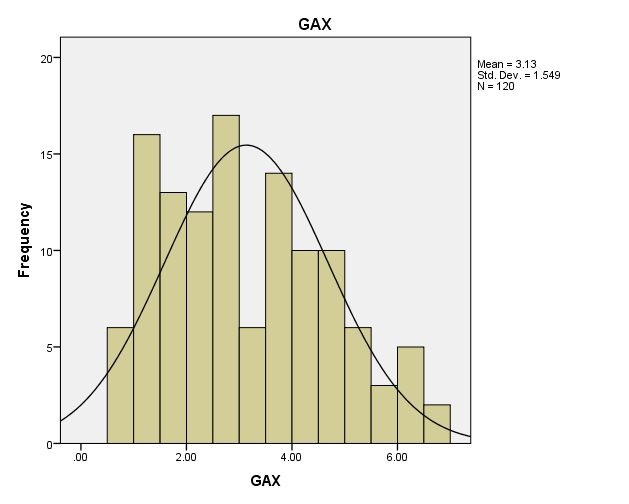 GAX
Mean = 3.13
Std. Dev. = 1.549
N = 120
20
15
10
5
0
Frequency
.00
2.00
4.00
6.00
GAX